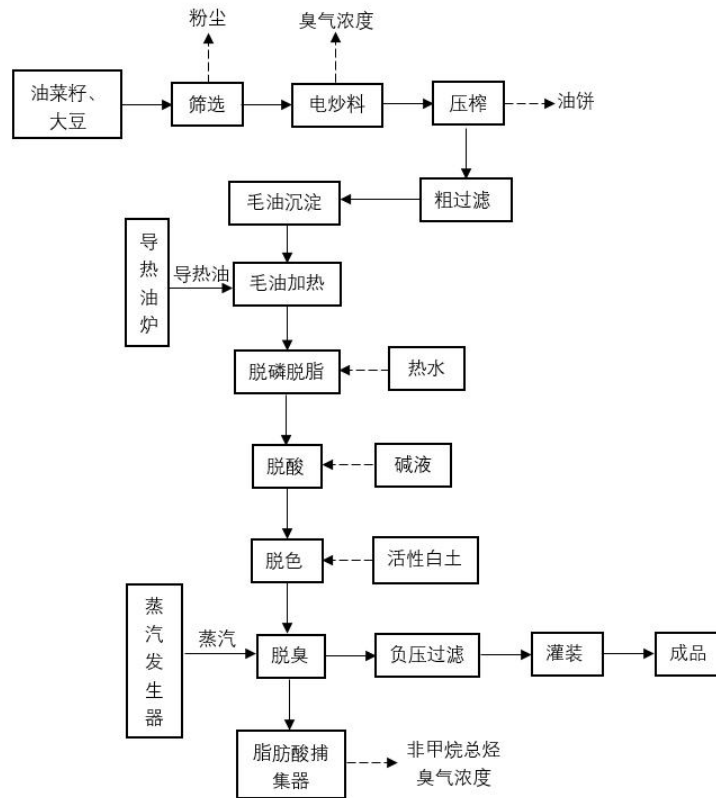 粉尘
臭气浓度
油菜籽、
大豆
筛选
电炒料
压榨
油饼
毛油沉淀
粗过滤
导
热
油
炉
导热油
毛油加热
脱磷脱脂
热水
脱酸
碱液
脱色
活性白土
蒸
汽
发
生
器
蒸汽
脱臭
负压过滤
灌装
成品
脂肪酸捕
集器
非甲烷总烃
臭气浓度